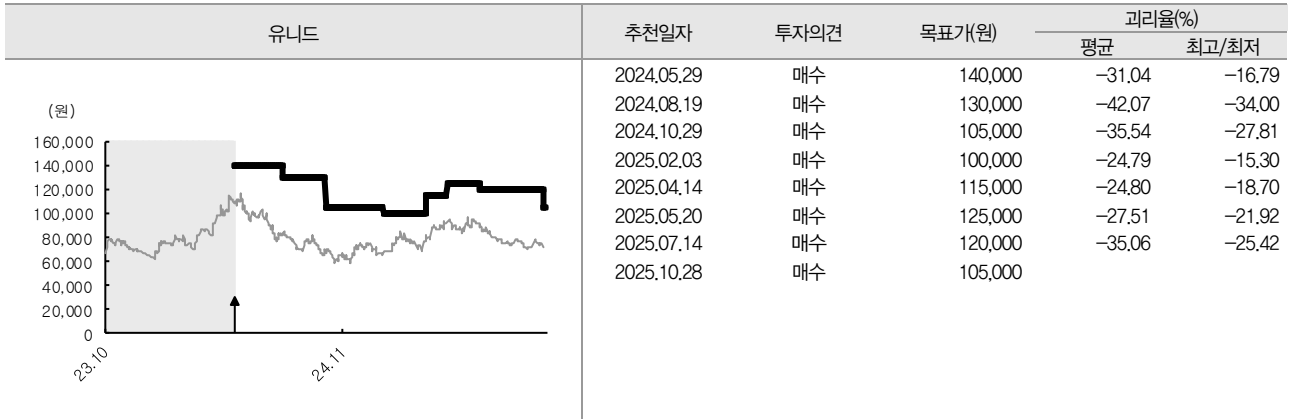 유니드
추천일자 투자의견 목표가(원) 괴리율(%)
평균 최고/최저
(원)
160,000
140,000
120,000
100,000
80,000
60,000
40,000
20,000
0
23.10 24.11
2024.05.29 매수 140,000 -31.04 -16.79
2024.08.19 매수 130,000 -42.07 -34.00
2024.10.29 매수 105,000 -35.54 -27.81
2025.02.03 매수 100,000 -24.79 -15.30
2025.04.14 매수 115,000 -24.80 -18.70
2025.05.20 매수 125,000 -27.51 -21.92
2025.07.14 매수 120,000 -35.06 -25.42
2025.10.28 매수 105,000